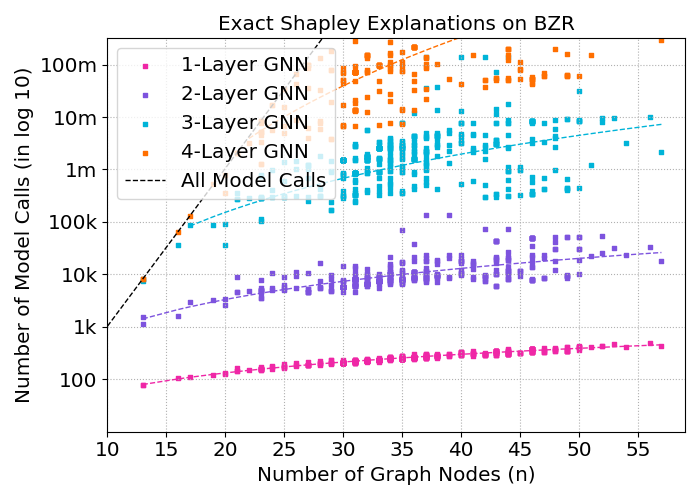 Exact Shapley Explanations on BZR
Number of Model Calls (in log 10)
100m
10m
1m
100k
10k
1k
100
1-Layer GNN
2-Layer GNN
3-Layer GNN
4-Layer GNN
All Model Calls
10 15 20 25 30 35 40 45 50 55
Number of Graph Nodes (n)